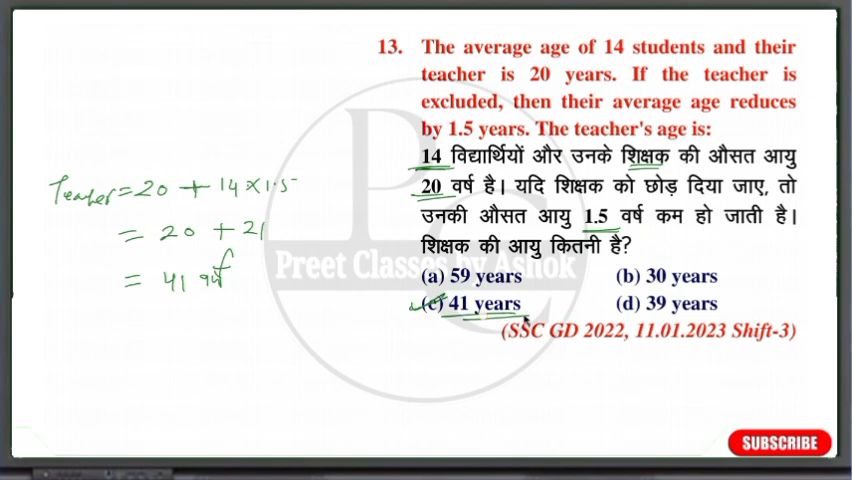 13. The average age of 14 students and their
teacher is 20 years. If the teacher is
excluded, then their average age reduces
by 1.5 years. The teacher's age is:
14 विद्यार्थियों और उनके शिक्षक की औसत आयु
20 वर्ष है। यदि शिक्षक को छोड़ दिया जाए, तो
उनकी औसत आयु 1.5 वर्ष कम हो जाती है।
शिक्षक की आयु कितनी है?
(a) 59 years (b) 30 years
(c) 41 years (d) 39 years
(SSC GD 2022, 11.01.2023 Shift-3)
Teacher = 20 + 14 × 1.5
= 20 + 21
= 41 वर्ष
Preet Classes by Ashok
SUBSCRIBE